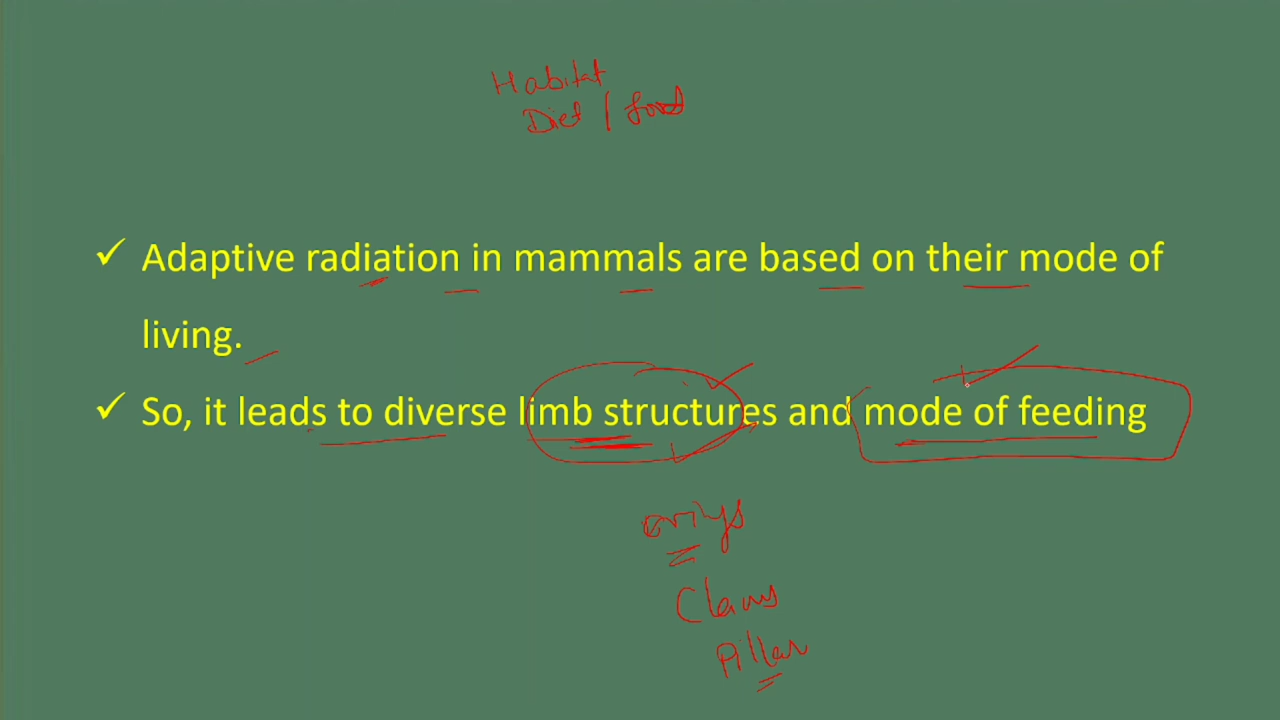 Habitat
Diet / food
✓ Adaptive radiation in mammals are based on their mode of
living.
✓ So, it leads to diverse limb structures and mode of feeding
Claws
Pillar